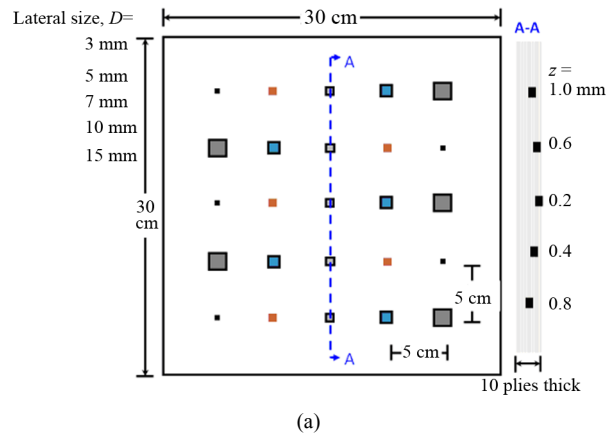 Lateral size, D=
3 mm
5 mm
7 mm
10 mm
15 mm
30 cm
A-A
A
z =
1.0 mm
0.6
0.2
0.4
0.8
30
cm
5 cm
5 cm
A
10 plies thick
(a)